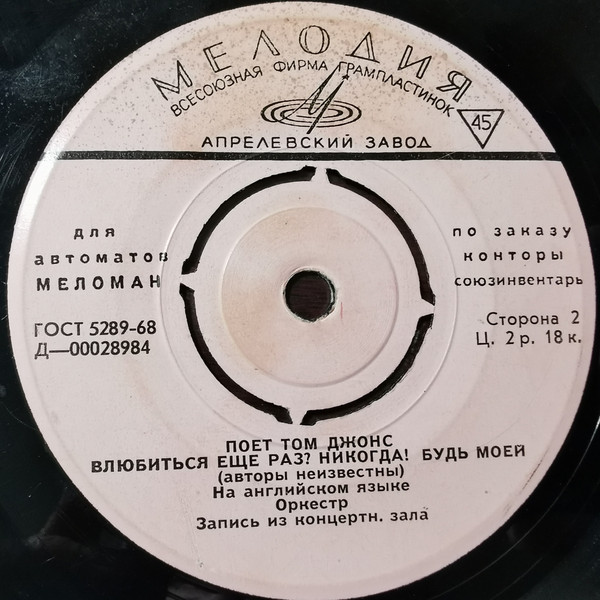 МЕЛОДИЯ
ВСЕСОЮЗНАЯ ФИРМА ГРАМПЛАСТИНОК
45
АПРЕЛЕВСКИЙ ЗАВОД
для
автоматов
МЕЛОМАН
по заказу
конторы
союзинвентарь
ГОСТ 5289-68
Д—00028984
Сторона 2
Ц. 2 р. 18 к.
ПОЕТ ТОМ ДЖОНС
ВЛЮБИТЬСЯ ЕЩЕ РАЗ? НИКОГДА! БУДЬ МОЕЙ
(авторы неизвестны)
На английском языке
Оркестр
Запись из концертн. зала